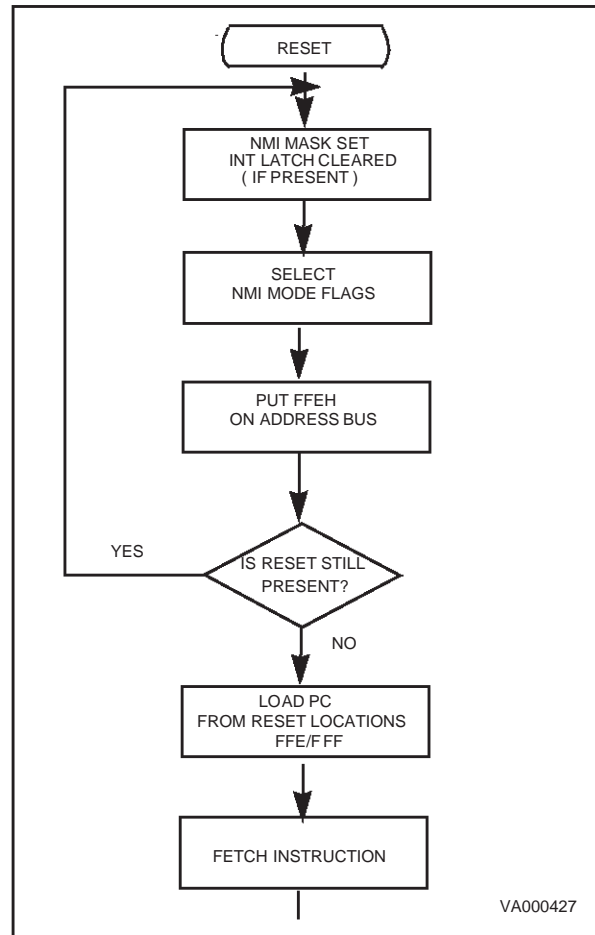 RESET
NMI MASK SET
INT LATCH CLEARED
( IF PRESENT )
SELECT
NMI MODE FLAGS
PUT FFEH
ON ADDRESS BUS
YES
IS RESET STILL
PRESENT?
NO
LOAD PC
FROM RESET LOCATIONS
FFE/FFF
FETCH INSTRUCTION
VA000427